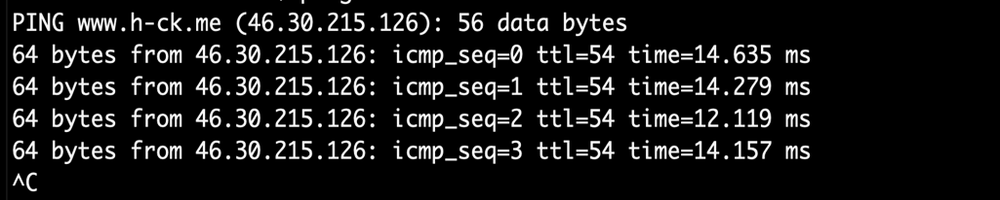 PING www.h-ck.me (46.30.215.126): 56 data bytes
64 bytes from 46.30.215.126: icmp_seq=0 ttl=54 time=14.635 ms
64 bytes from 46.30.215.126: icmp_seq=1 ttl=54 time=14.279 ms
64 bytes from 46.30.215.126: icmp_seq=2 ttl=54 time=12.119 ms
64 bytes from 46.30.215.126: icmp_seq=3 ttl=54 time=14.157 ms
^C